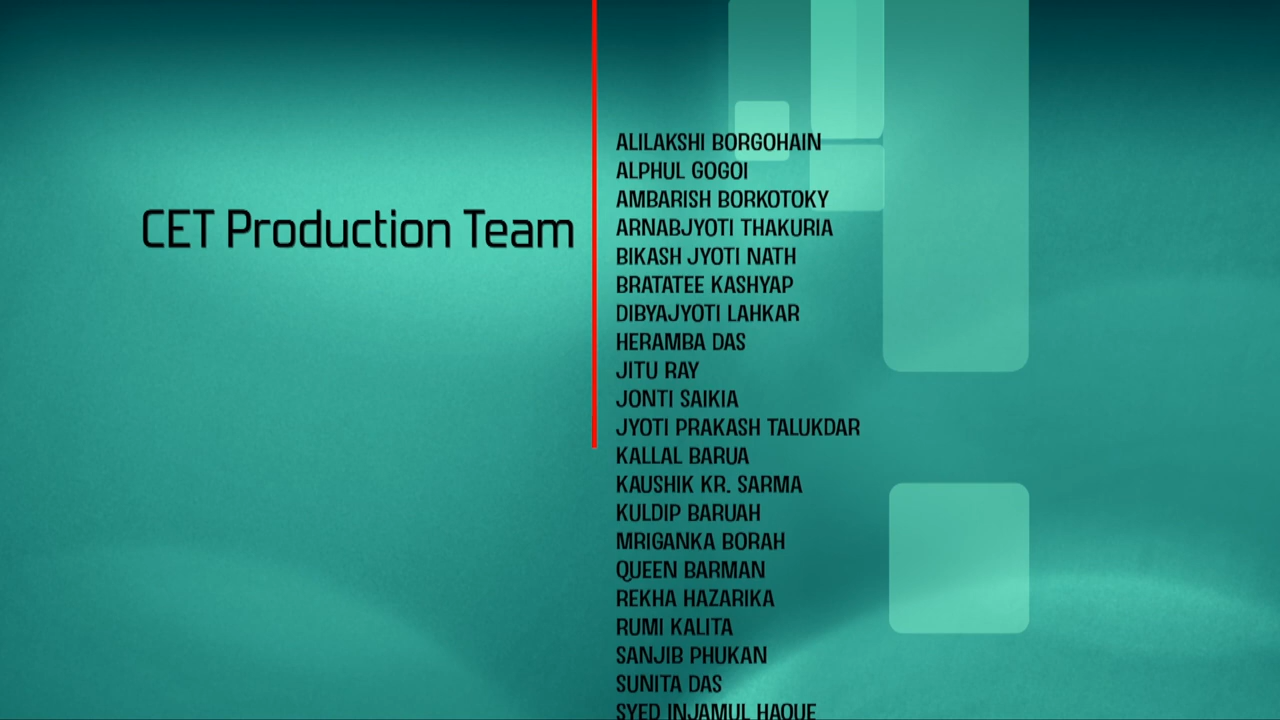 CET Production Team
ALILAKSHI BORGOHAIN
ALPHUL GOGOI
AMBARISH BORKOTOKY
ARNABJYOTI THAKURIA
BIKASH JYOTI NATH
BRATATEE KASHYAP
DIBYAJYOTI LAHKAR
HERAMBA DAS
JITU RAY
JONTI SAIKIA
JYOTI PRAKASH TALUKDAR
KALLAL BARUA
KAUSHIK KR. SARMA
KULDIP BARUAH
MRIGANKA BORAH
QUEEN BARMAN
REKHA HAZARIKA
RUMI KALITA
SANJIB PHUKAN
SUNITA DAS
SYED INJAMUL HAQUE